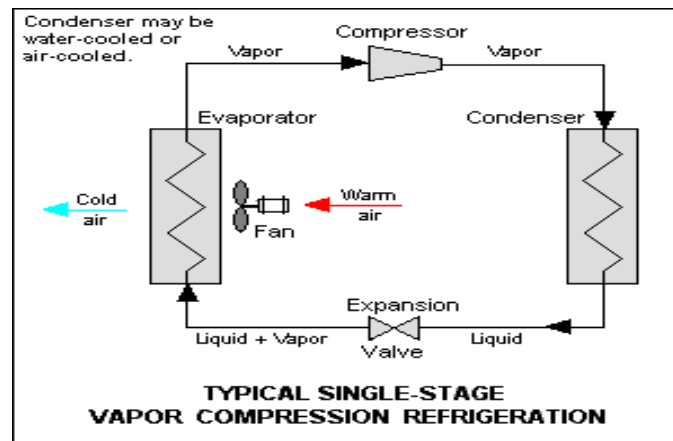 Condenser may be
water-cooled or
air-cooled.
Compressor
Vapor
Vapor
Evaporator
Condenser
Cold
air
Warm
air
Fan
Expansion
Valve
Liquid + Vapor
Liquid
TYPICAL SINGLE-STAGE
VAPOR COMPRESSION REFRIGERATION